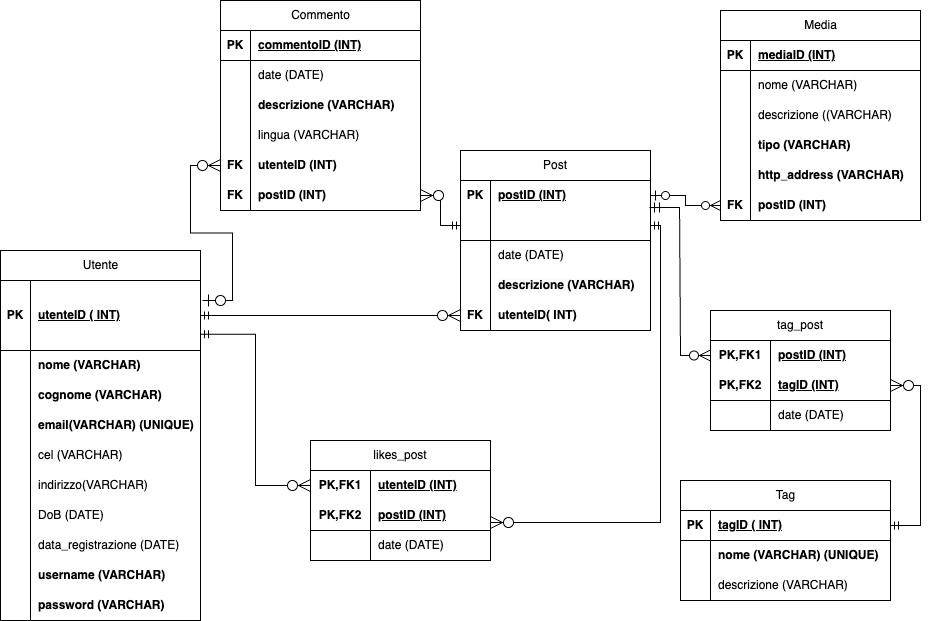 Commento
PK commentoID (INT)
date (DATE)
descrizione (VARCHAR)
lingua (VARCHAR)
FK utenteID (INT)
FK postID (INT)
Media
PK mediaID (INT)
nome (VARCHAR)
descrizione ((VARCHAR)
tipo (VARCHAR)
http_address (VARCHAR)
FK postID (INT)
Post
PK postID (INT)
date (DATE)
descrizione (VARCHAR)
FK utenteID( INT)
Utente
PK utenteID ( INT)
nome (VARCHAR)
cognome (VARCHAR)
email(VARCHAR) (UNIQUE)
cel (VARCHAR)
indirizzo(VARCHAR)
DoB (DATE)
data_registrazione (DATE)
username (VARCHAR)
password (VARCHAR)
tag_post
PK,FK1 postID (INT)
PK,FK2 tagID (INT)
date (DATE)
likes_post
PK,FK1 utenteID (INT)
PK,FK2 postID (INT)
date (DATE)
Tag
PK tagID ( INT)
nome (VARCHAR) (UNIQUE)
descrizione (VARCHAR)